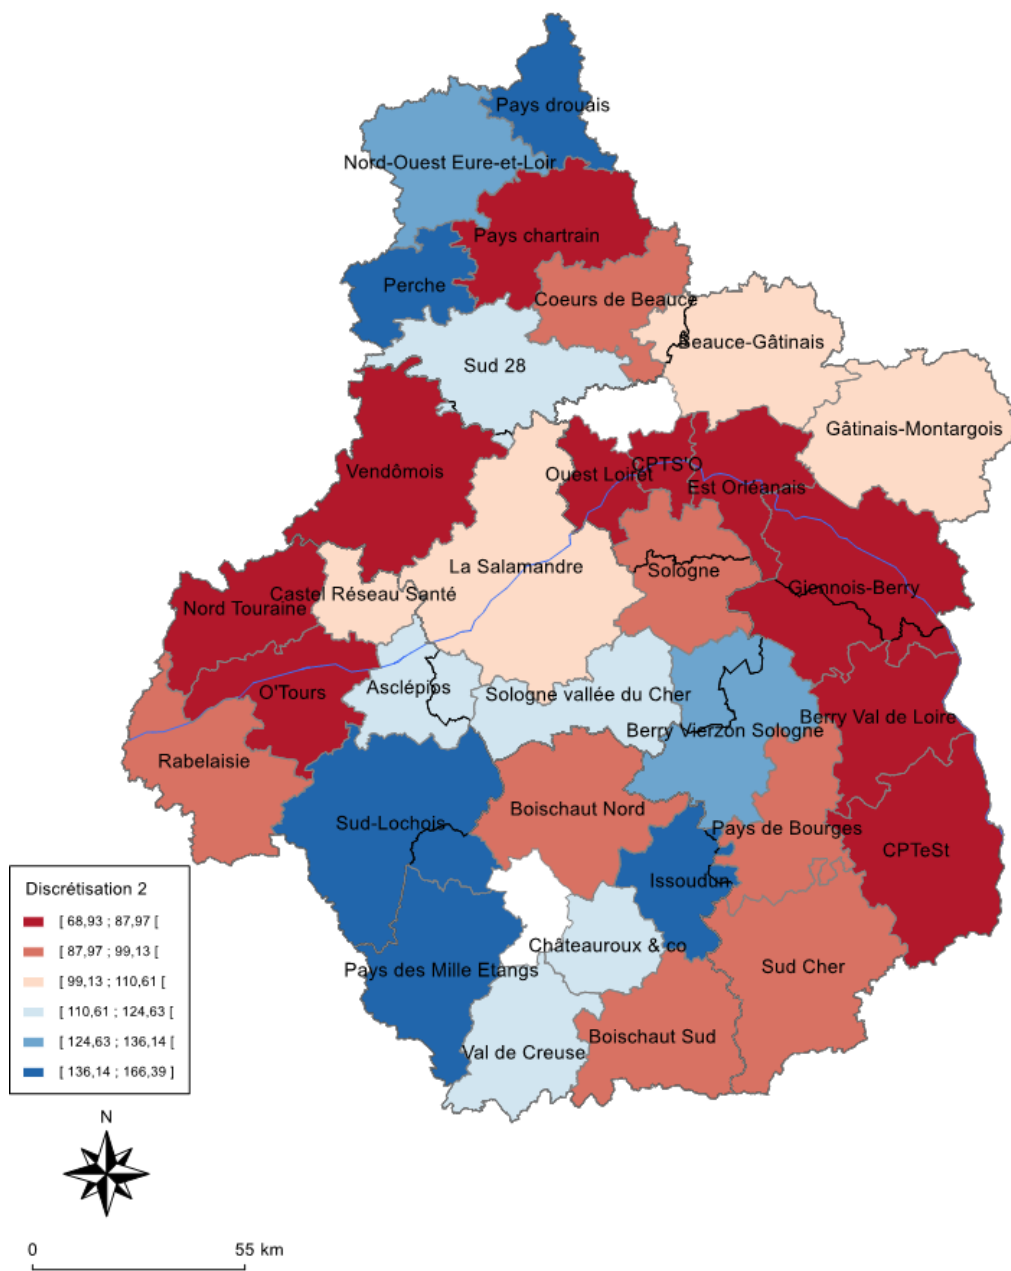 Pays drouais
Nord-Ouest Eure-et-Loir
Pays chartrain
Perche
Coeurs de Beauce
Beauce-Gâtinais
Sud 28
Gâtinais-Montargois
Vendômois
Ouest Loiret
CPTS'O
Est Orléanais
La Salamandre
Sologne
Giennois-Berry
Castel Réseau Santé
Nord Touraine
Asclépios
O'Tours
Sologne vallée du Cher
Berry Val de Loire
Berry Vierzon Sologne
Rabelaisie
Boischaut Nord
Sud-Lochois
Pays de Bourges
CPTeSt
Issoudun
Châteauroux & co
Sud Cher
Pays des Mille Etangs
Boischaut Sud
Val de Creuse
Discrétisation 2
[ 68,93 ; 87,97 [
[ 87,97 ; 99,13 [
[ 99,13 ; 110,61 [
[ 110,61 ; 124,63 [
[ 124,63 ; 136,14 [
[ 136,14 ; 166,39 ]
N
0 55 km